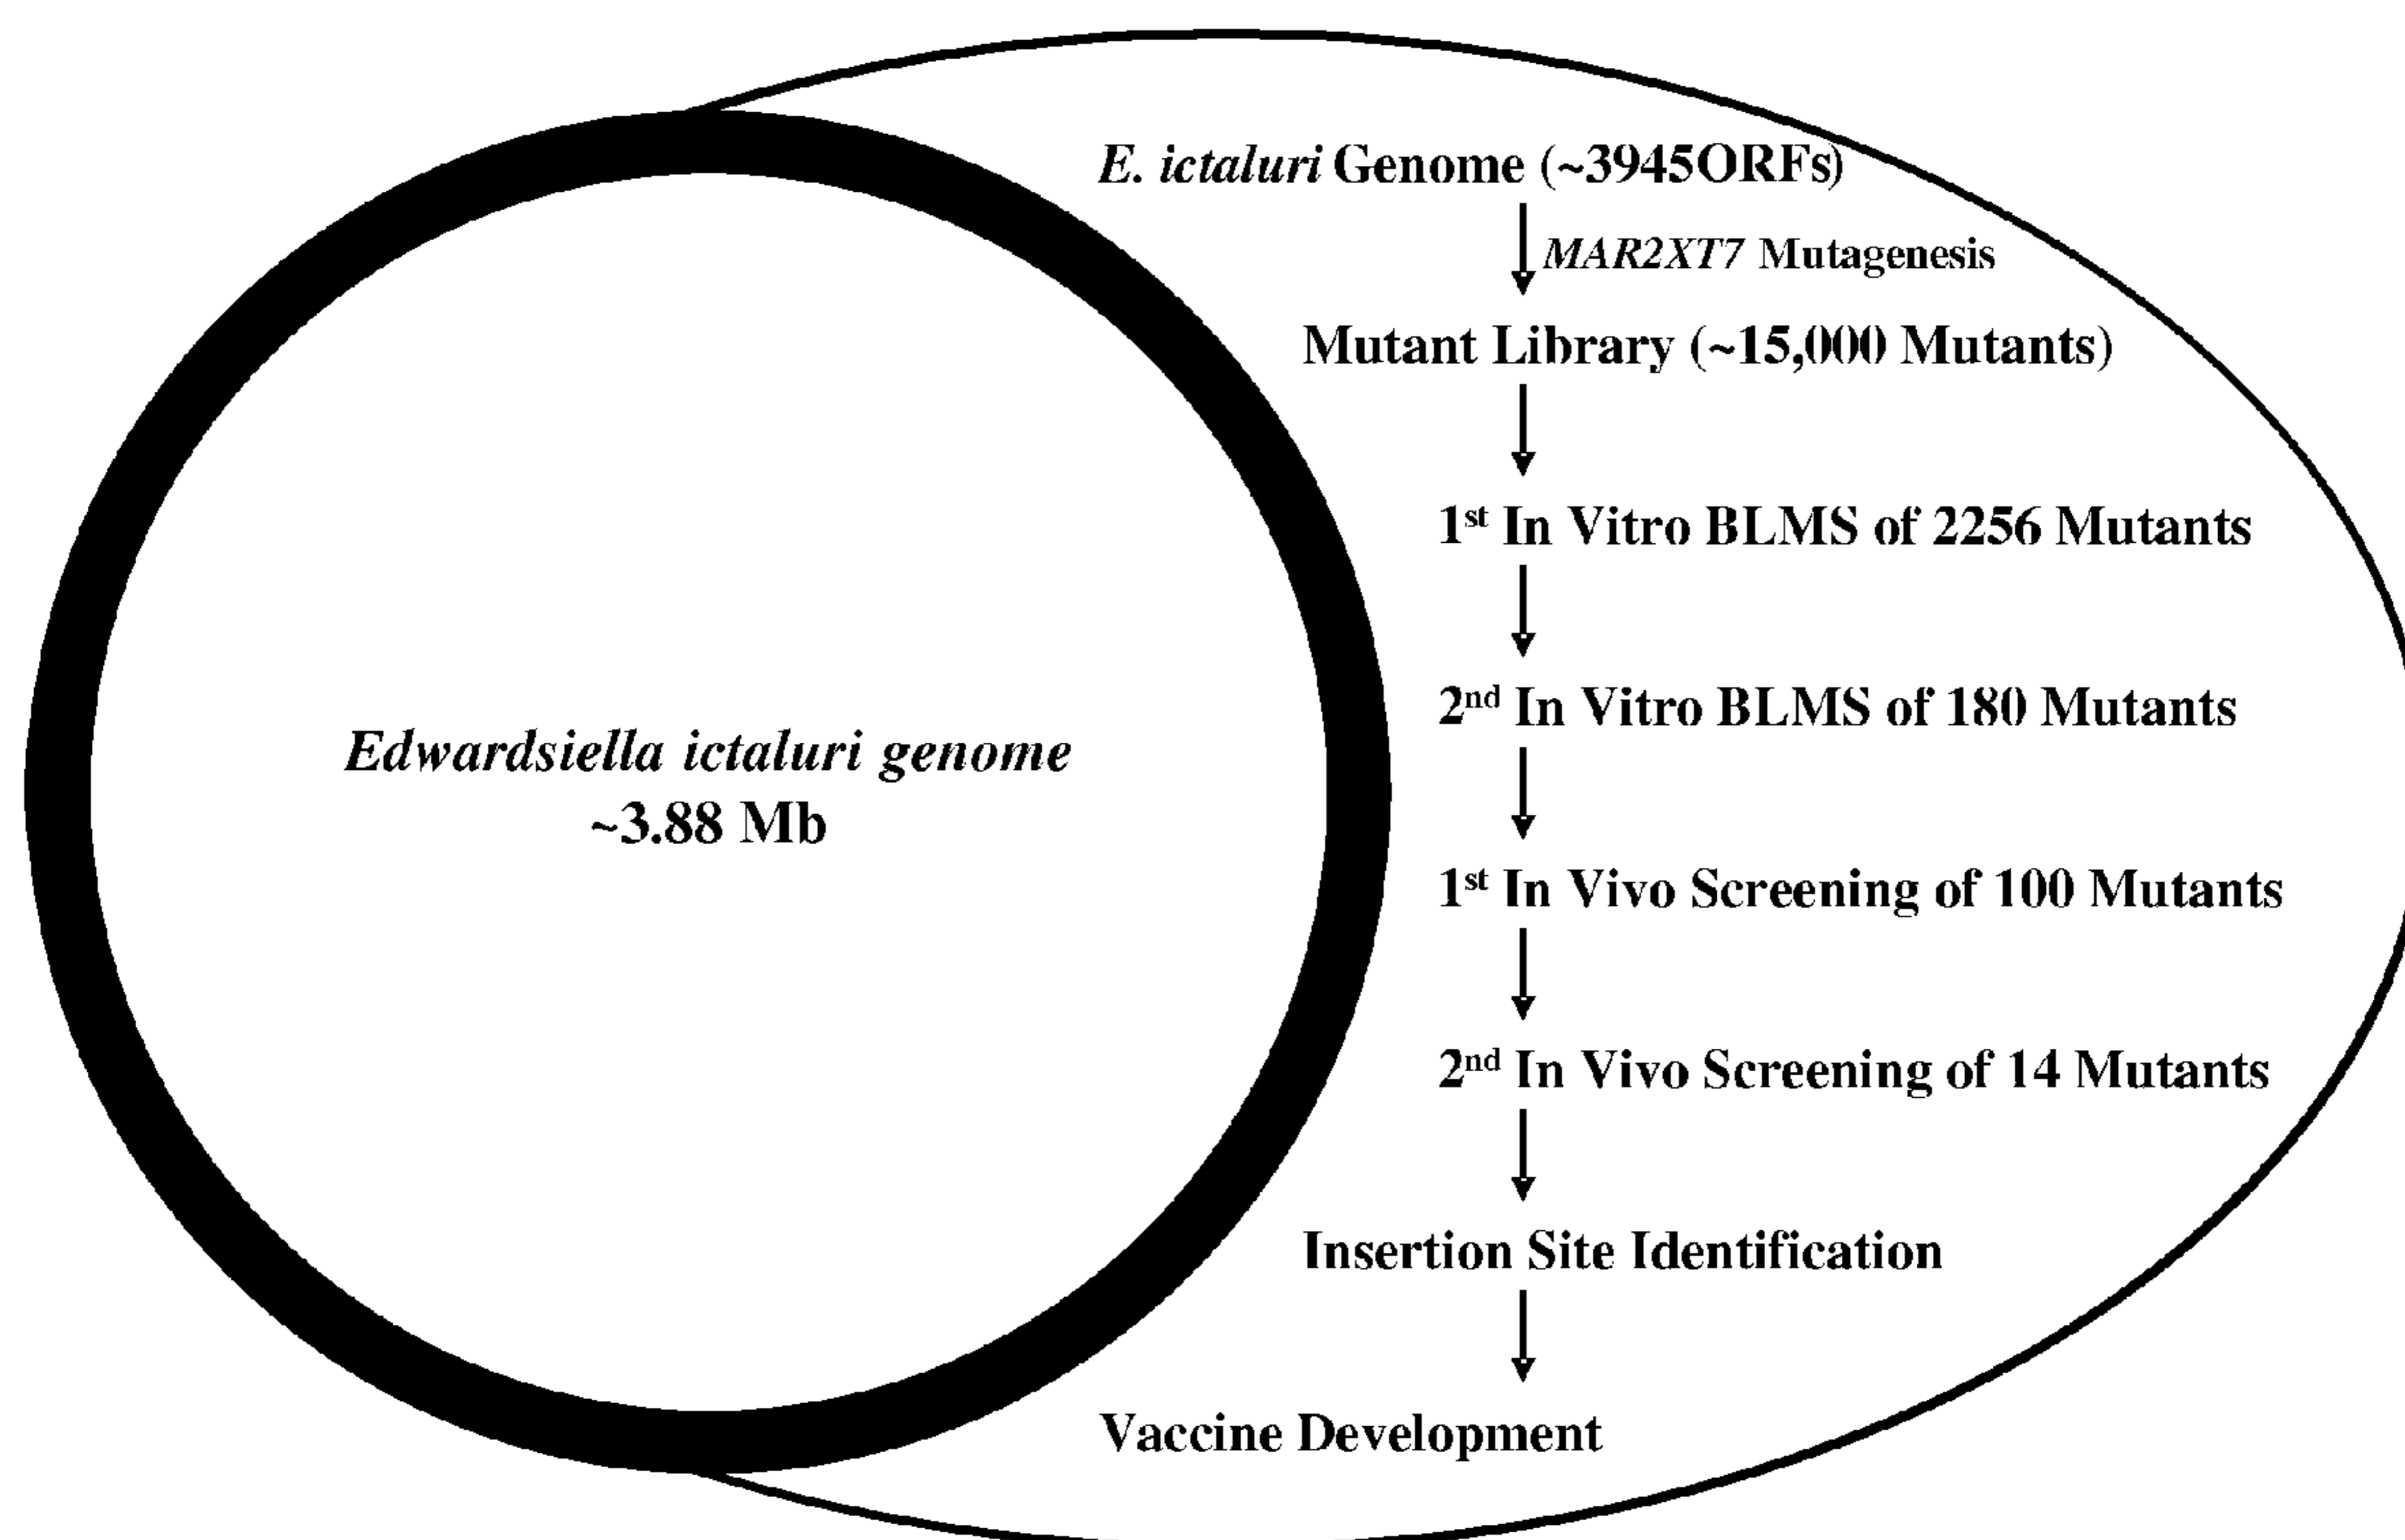 E. ictaluri Genome (~3945ORFs)
MAR2XT7 Mutagenesis
Mutant Library (~15,000 Mutants)
1st In Vitro BLMS of 2256 Mutants
2nd In Vitro BLMS of 180 Mutants
Edwardsiella ictaluri genome
~3.88 Mb
1st In Vivo Screening of 100 Mutants
2nd In Vivo Screening of 14 Mutants
Insertion Site Identification
Vaccine Development